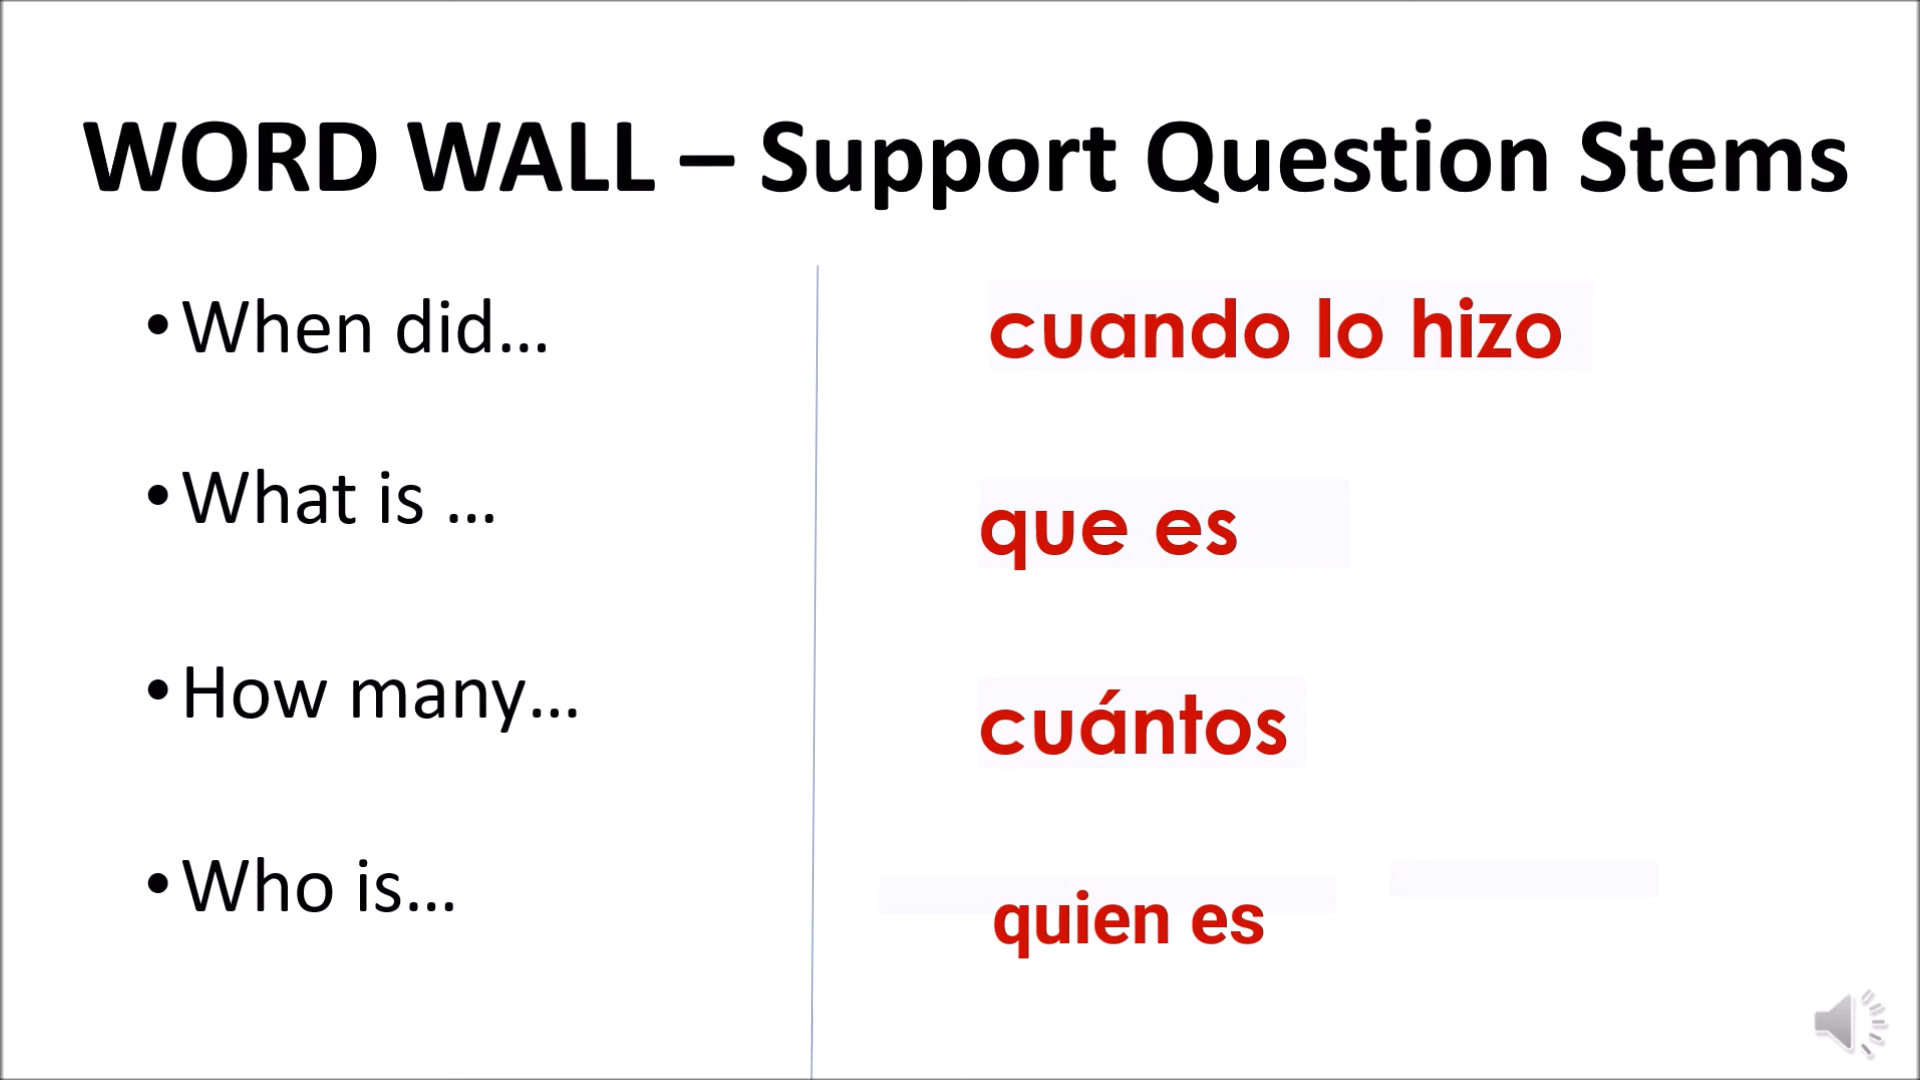 WORD WALL – Support Question Stems
• When did...
cuando lo hizo
• What is ...
que es
• How many...
cuántos
• Who is...
quien es